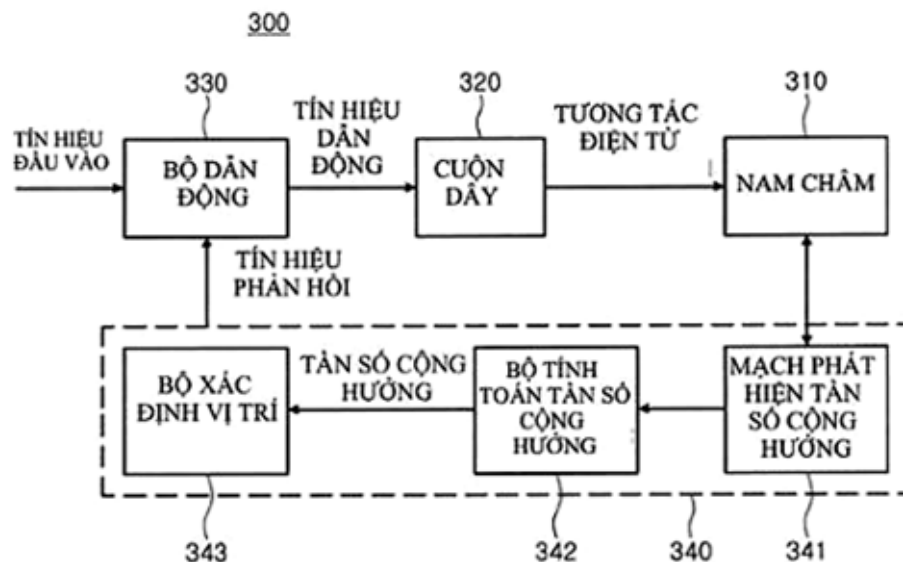 300
330
320
310
TÍN HIỆU
ĐẦU VÀO
BỘ DẪN
ĐỘNG
TÍN HIỆU
DẪN
ĐỘNG
CUỘN
DÂY
TƯƠNG TÁC
ĐIỆN TỪ
NAM CHÂM
TÍN HIỆU
PHẢN HỒI
BỘ XÁC
ĐỊNH VỊ TRÍ
TẦN SỐ CỘNG
HƯỞNG
BỘ TÍNH
TOÁN TẦN SỐ
CỘNG
HƯỞNG
MẠCH PHÁT
HIỆN TẦN
SỐ CỘNG
HƯỞNG
343
342
340
341